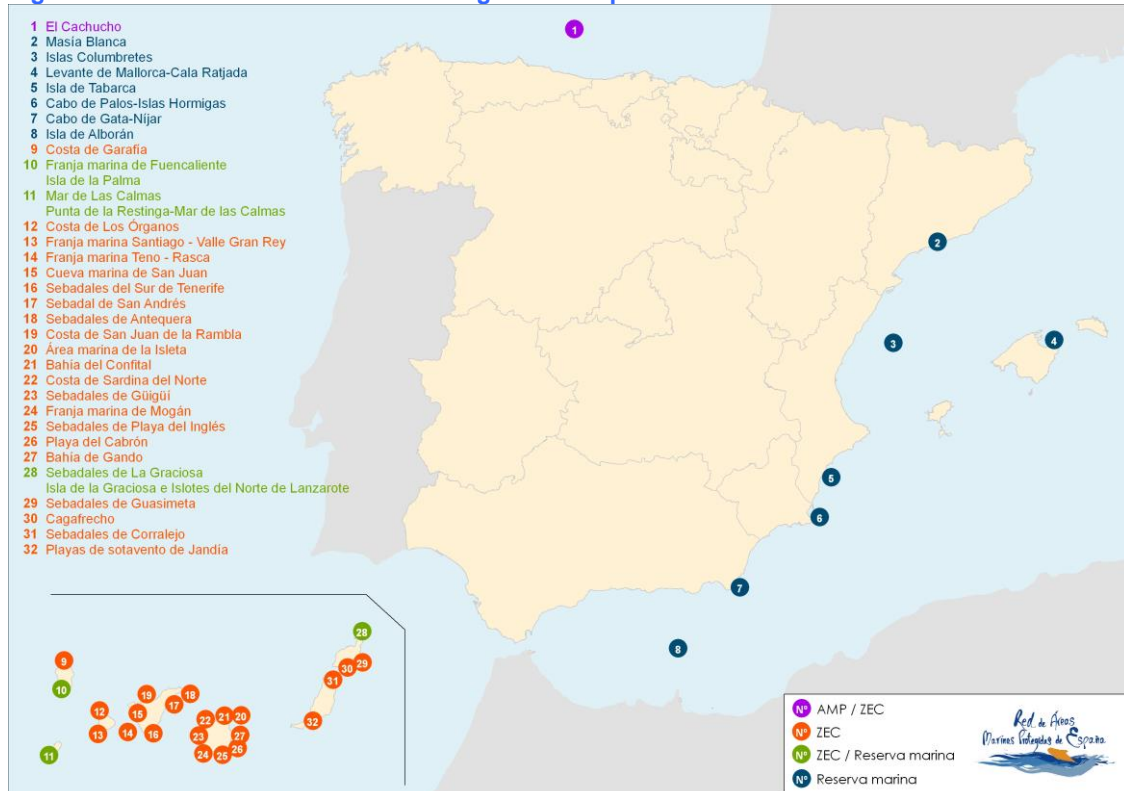 1 El Cachucho
2 Masía Blanca
3 Islas Columbretes
4 Levante de Mallorca-Cala Ratjada
5 Isla de Tabarca
6 Cabo de Palos-Islas Hormigas
7 Cabo de Gata-Níjar
8 Isla de Alborán
9 Costa de Garafía
10 Franja marina de Fuencaliente
Isla de la Palma
11 Mar de Las Calmas
Punta de la Restinga-Mar de las Calmas
12 Costa de Los Órganos
13 Franja marina Santiago - Valle Gran Rey
14 Franja marina Teno - Rasca
15 Cueva marina de San Juan
16 Sebadales del Sur de Tenerife
17 Sebadal de San Andrés
18 Sebadales de Antequera
19 Costa de San Juan de la Rambla
20 Área marina de la Isleta
21 Bahía del Confital
22 Costa de Sardina del Norte
23 Sebadales de Güigüí
24 Franja marina de Mogán
25 Sebadales de Playa del Inglés
26 Playa del Cabrón
27 Bahía de Gando
28 Sebadales de La Graciosa
Isla de la Graciosa e Islotes del Norte de Lanzarote
29 Sebadales de Guasimeta
30 Cagafrecho
31 Sebadales de Corralejo
32 Playas de sotavento de Jandía
1
2
3
4
5
6
7
8
28
9
30 29
10
31
19 18
12
17
15
22 21 20
32
13
14
16
23 27
11
24 25 26
Nº AMP / ZEC
Nº ZEC
Nº ZEC / Reserva marina
Nº Reserva marina
Red de Áreas
Marinas Protegidas de España